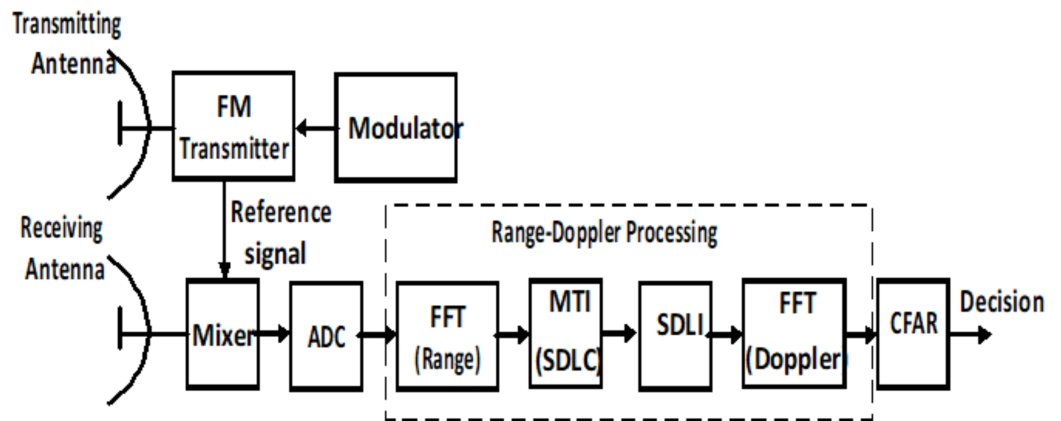 Transmitting
Antenna
FM
Transmitter
Modulator
Reference
signal
Receiving
Antenna
Range-Doppler Processing
Mixer
ADC
FFT
(Range)
MTI
(SDLC)
SDLI
FFT
(Doppler)
CFAR
Decision